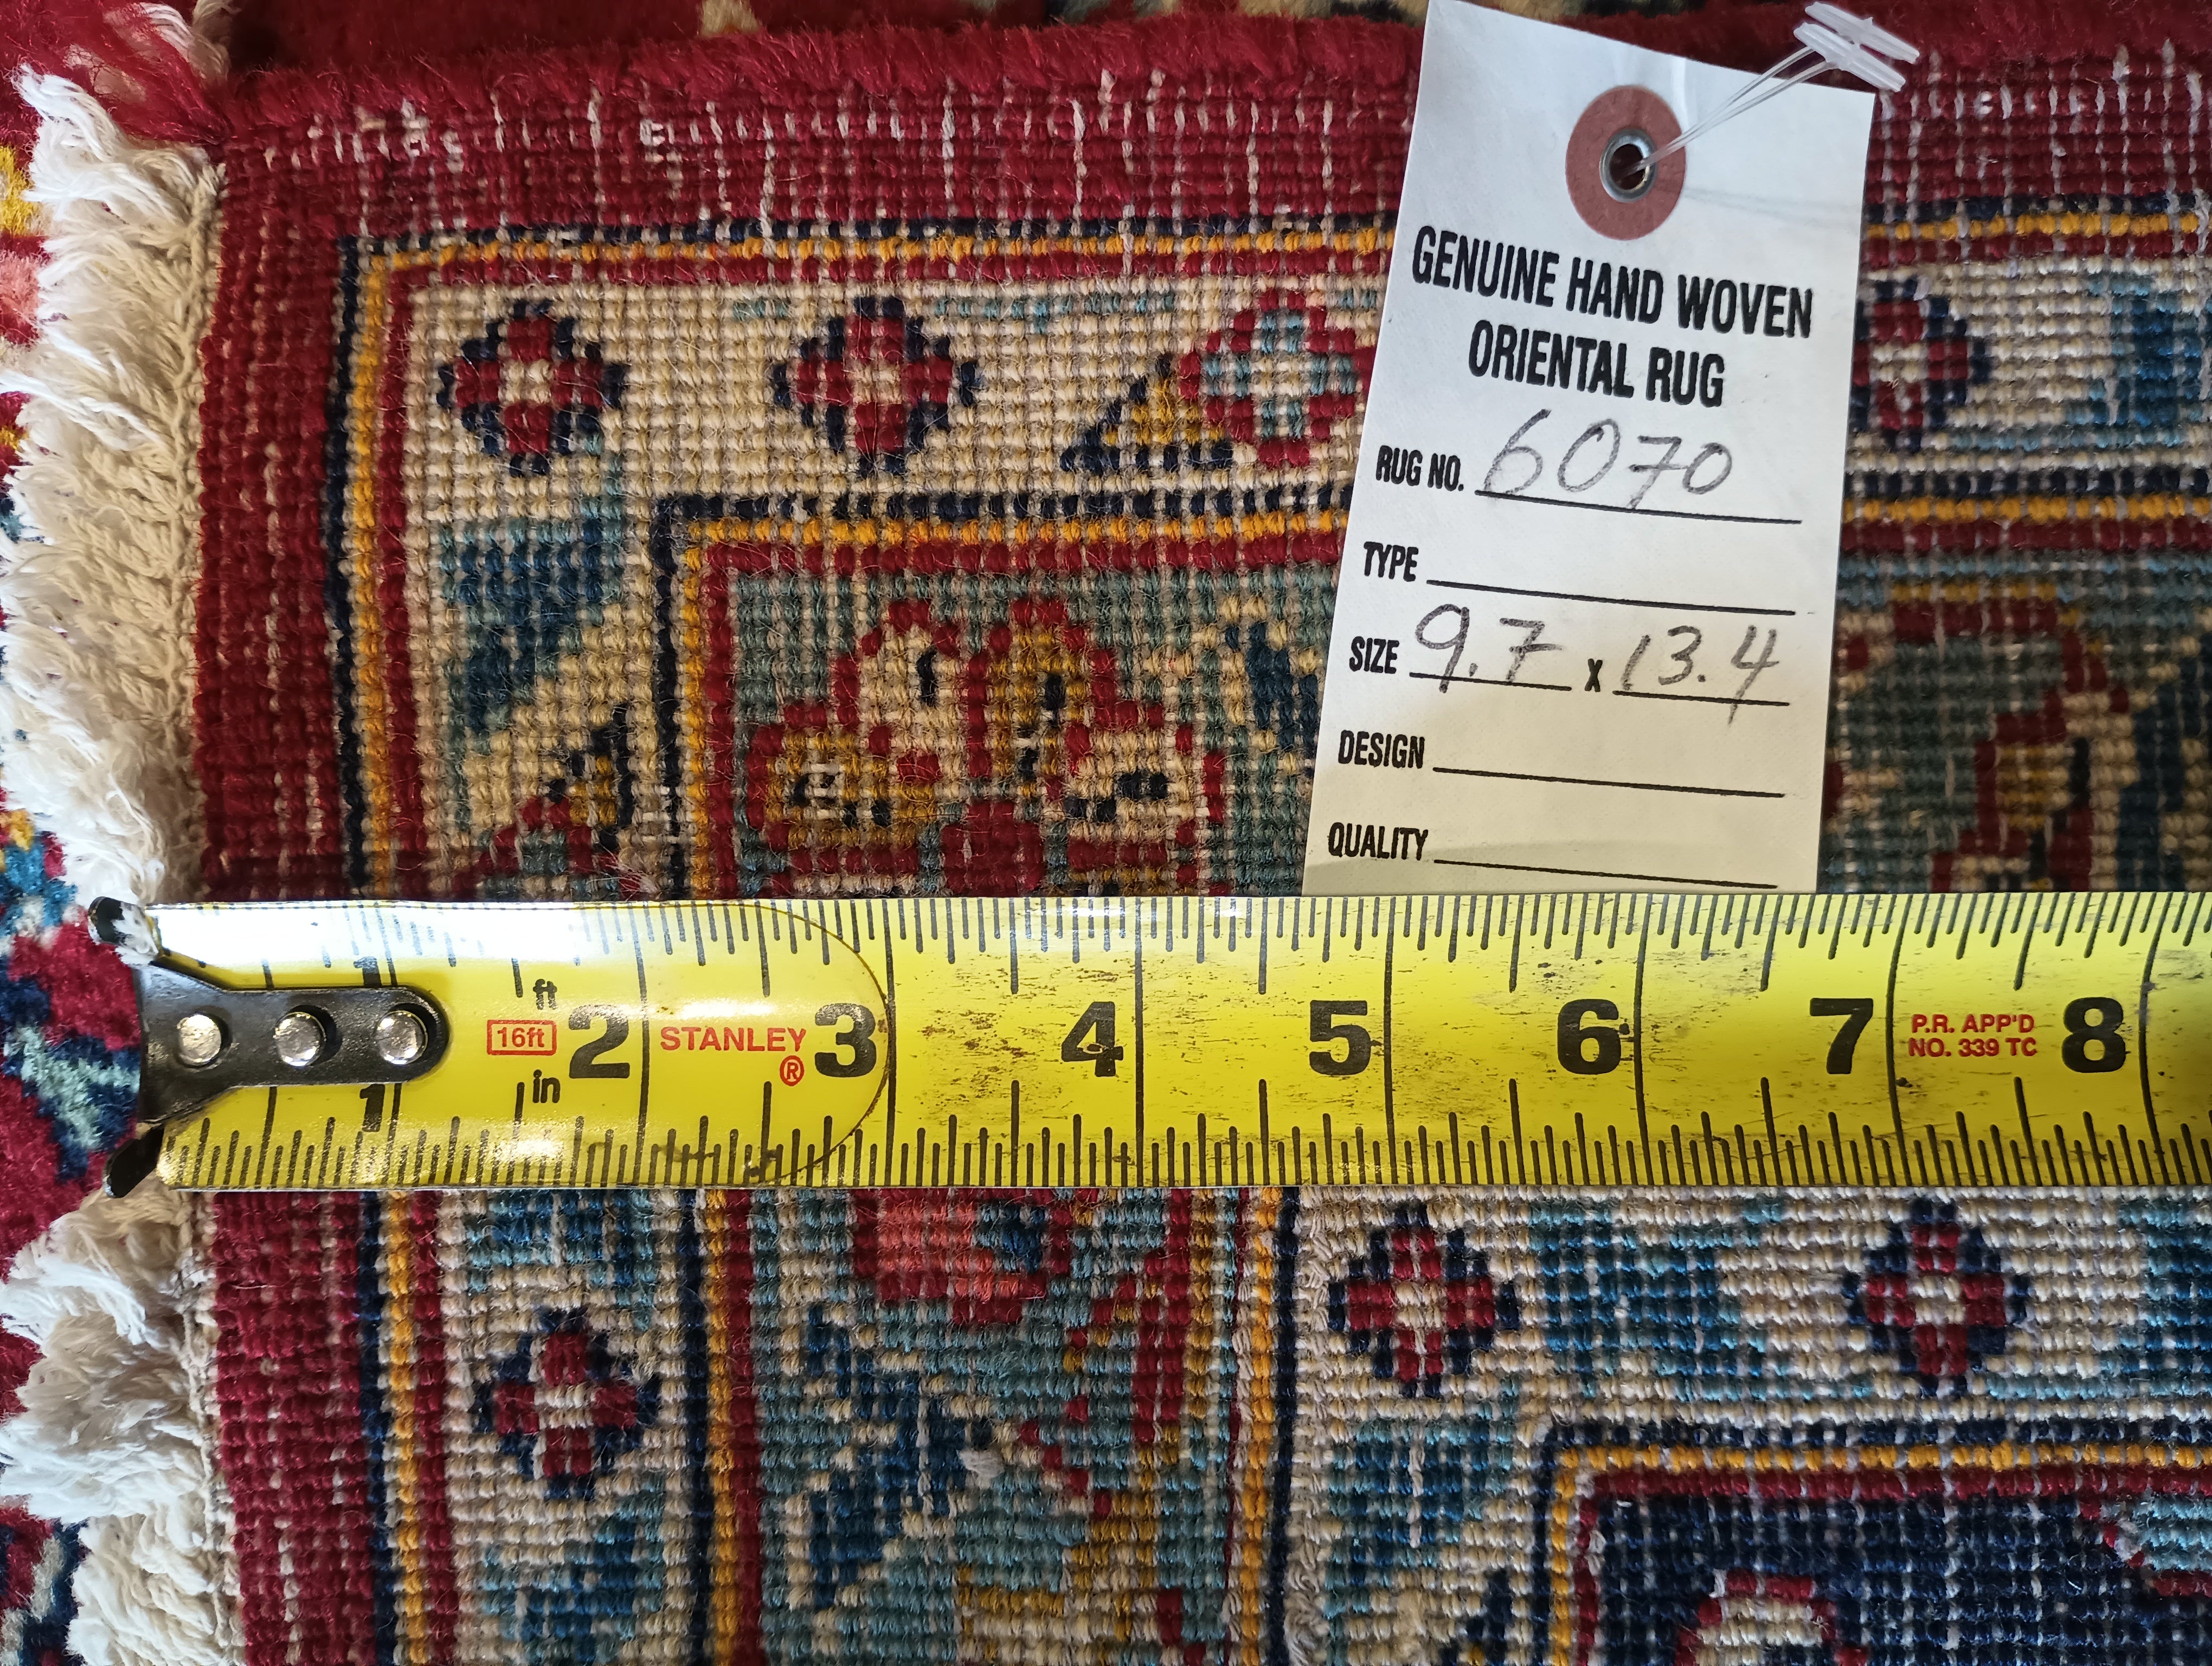 GENUINE HAND WOVEN
ORIENTAL RUG
RUG NO. 6070
TYPE
SIZE 9.7 x 13.4
DESIGN
QUALITY
1 ft 16ft 2 STANLEY® 3 4 5 6 7 P.R. APP'D 8
NO. 339 TC
1 in